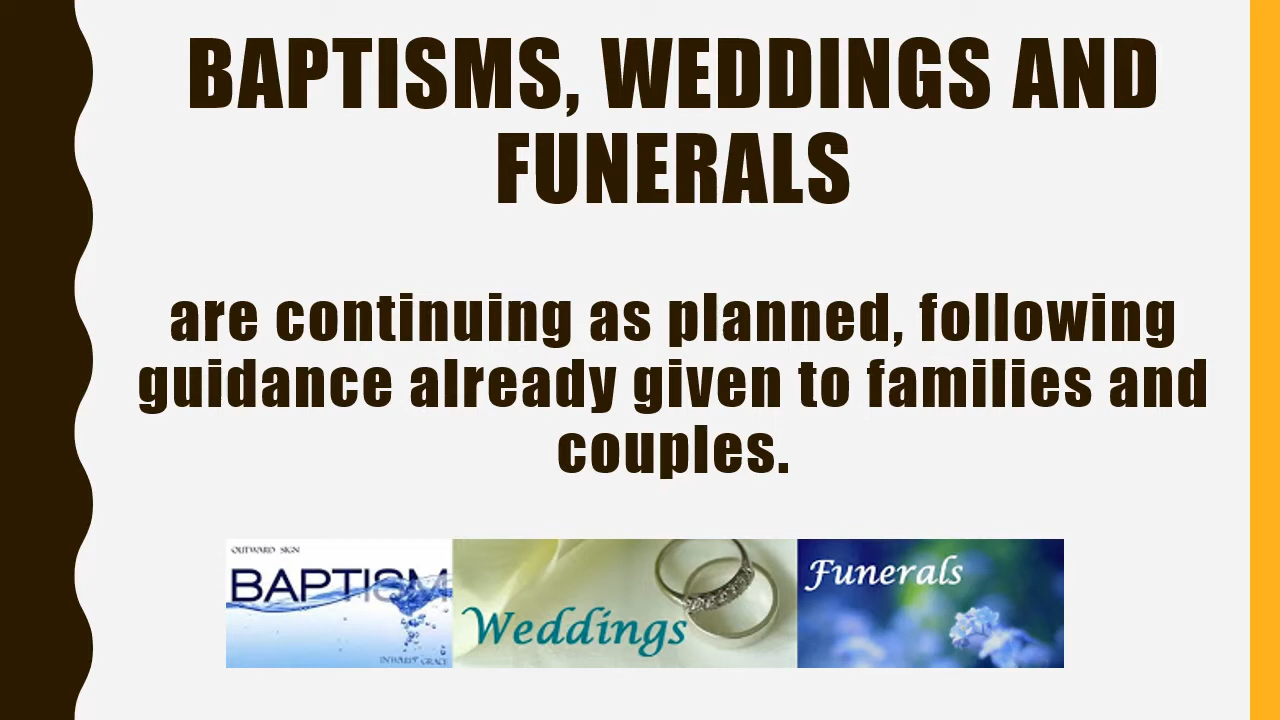 BAPTISMS, WEDDINGS AND
FUNERALS
are continuing as planned, following
guidance already given to families and
couples.
OUTWARD SIGN
BAPTISM
INWARD GRACE
Weddings
Funerals